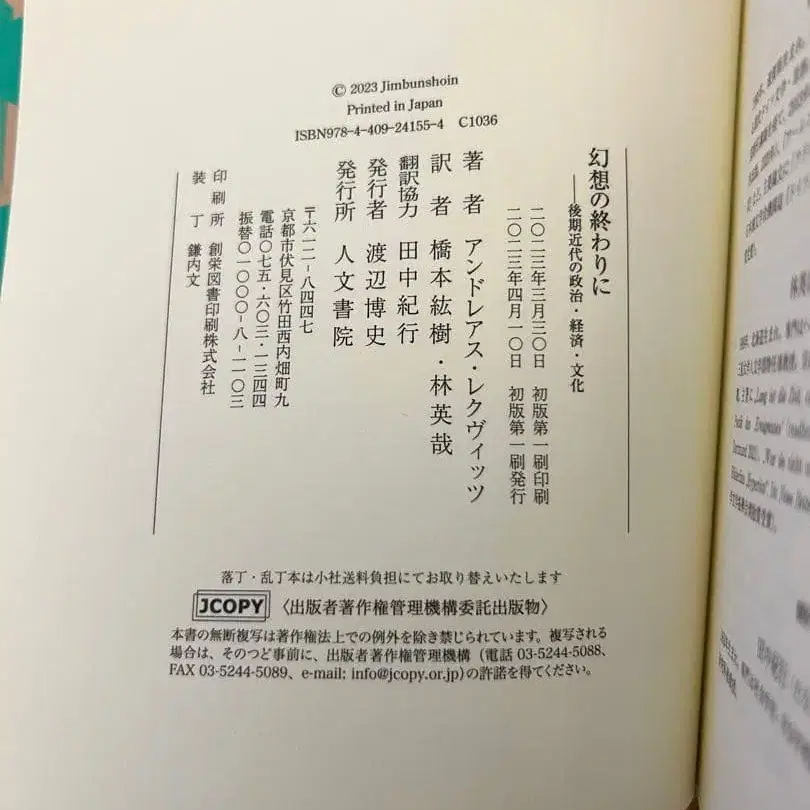 © 2023 Jimbunshoin
Printed in Japan
ISBN978-4-409-24155-4 C1036
幻想の終わりに
──後期近代の政治・経済・文化
二〇二三年三月三〇日 初版第一刷印刷
二〇二三年四月一〇日 初版第一刷発行
著者 アンドレアス・レクヴィッツ
訳者 橋本紘樹・林英哉
翻訳協力 田中紀行
発行者 渡辺博史
発行所 人文書院
〒六一二-八四四七
京都市伏見区竹田西内畑町九
電話〇七五・六〇三・一三四四
振替〇一〇〇〇-八-一一〇三
印刷所 創栄図書印刷株式会社
装丁 鎌内文
落丁・乱丁本は小社送料負担にてお取り替えいたします
JCOPY 〈出版者著作権管理機構委託出版物〉
本書の無断複写は著作権法上での例外を除き禁じられています。複写される
場合は、そのつど事前に、出版者著作権管理機構（電話 03-5244-5088、
FAX 03-5244-5089、e-mail: info@jcopy.or.jp)の許諾を得てください。